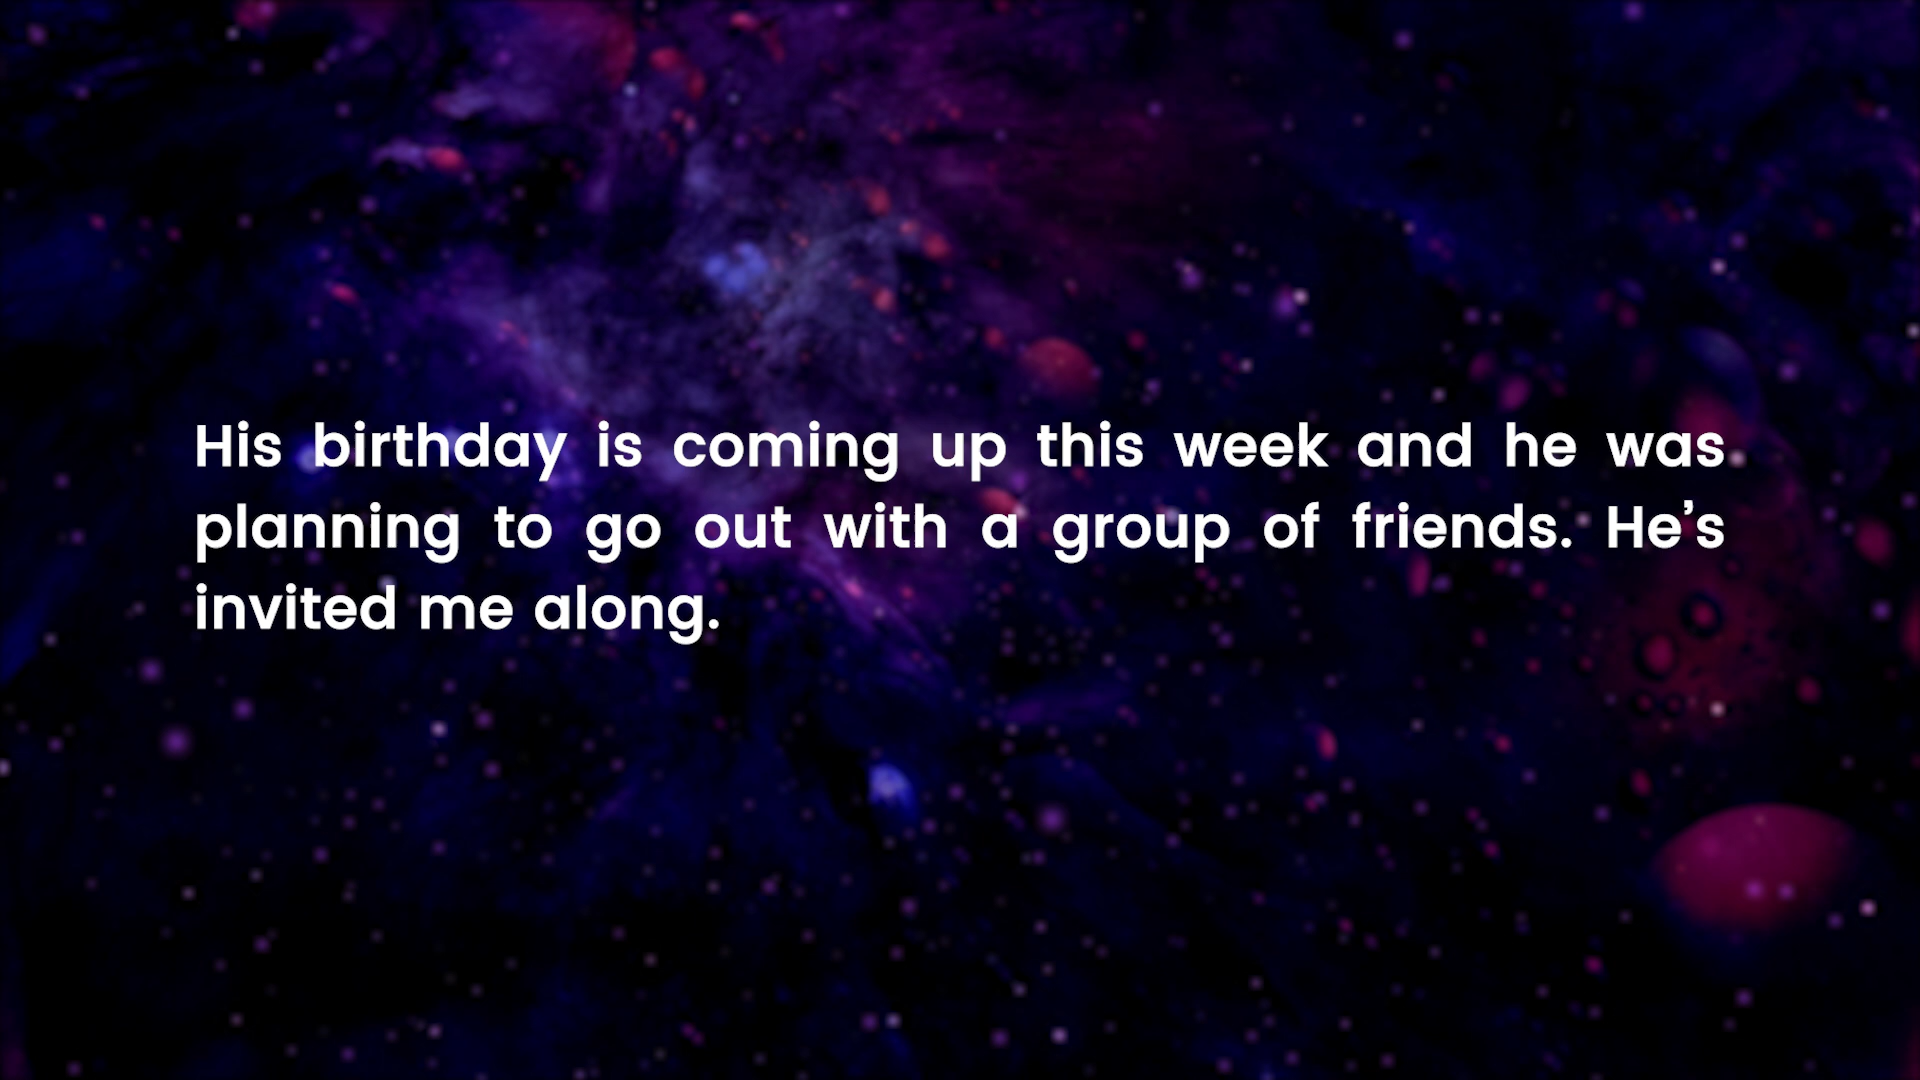 His birthday is coming up this week and he was
planning to go out with a group of friends. He’s
invited me along.